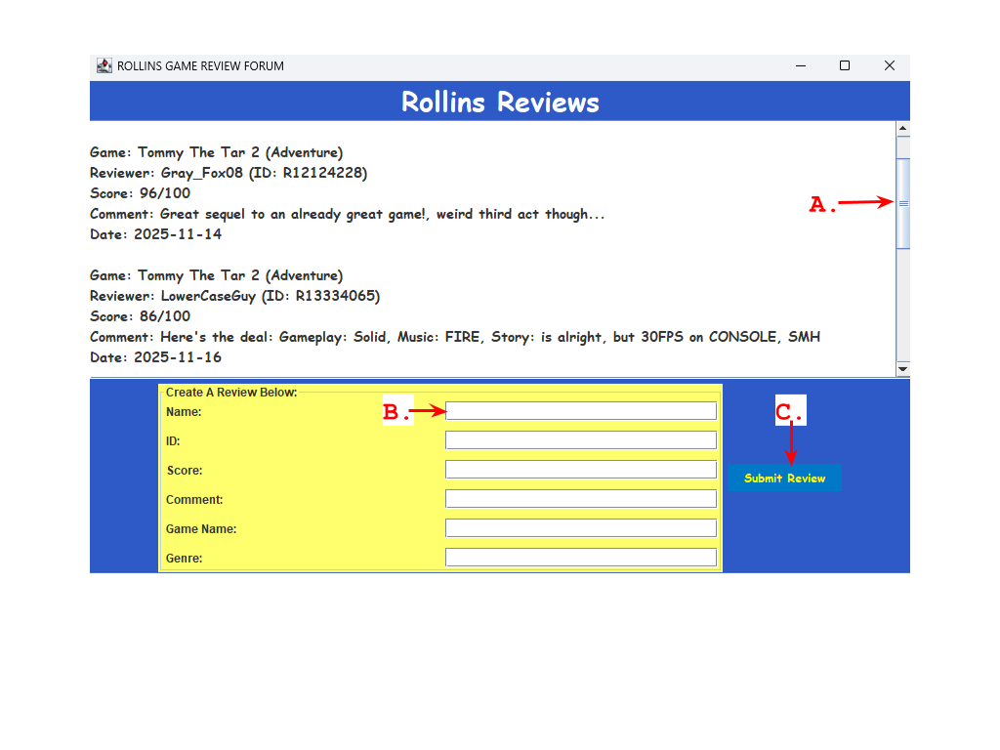 ROLLINS GAME REVIEW FORUM
Rollins Reviews
Game: Tommy The Tar 2 (Adventure)
Reviewer: Gray_Fox08 (ID: R12124228)
Score: 96/100
Comment: Great sequel to an already great game!, weird third act though...
Date: 2025-11-14
A.
Game: Tommy The Tar 2 (Adventure)
Reviewer: LowerCaseGuy (ID: R13334065)
Score: 86/100
Comment: Here's the deal: Gameplay: Solid, Music: FIRE, Story: is alright, but 30FPS on CONSOLE, SMH
Date: 2025-11-16
Create A Review Below:
Name:
B.
ID:
Score:
Comment:
Game Name:
Genre:
C.
Submit Review